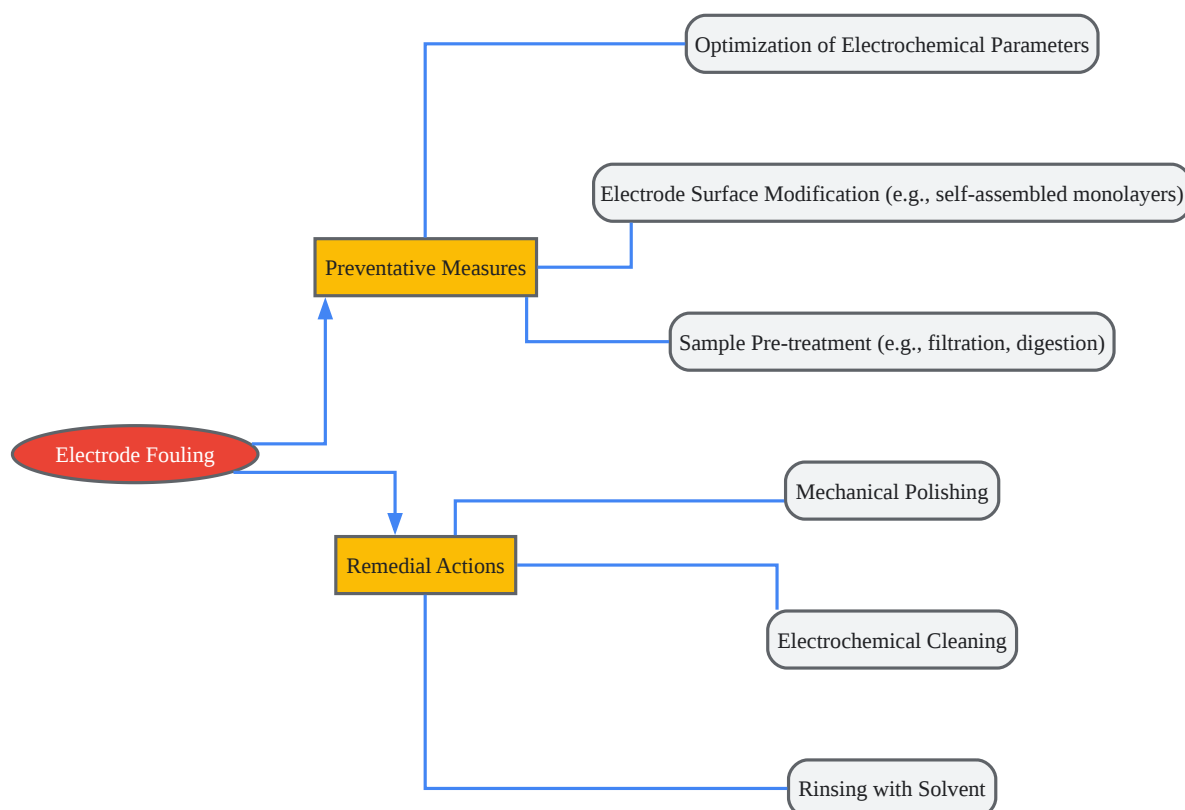 Optimization of Electrochemical Parameters
Electrode Surface Modification (e.g., self-assembled monolayers)
Preventative Measures
Sample Pre-treatment (e.g., filtration, digestion)
Electrode Fouling
Mechanical Polishing
Remedial Actions
Electrochemical Cleaning
Rinsing with Solvent